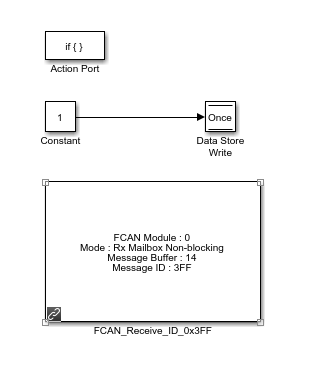 if { }
Action Port
1
Constant
Once
Data Store
Write
FCAN Module : 0
Mode : Rx Mailbox Non-blocking
Message Buffer : 14
Message ID : 3FF
FCAN_Receive_ID_0x3FF